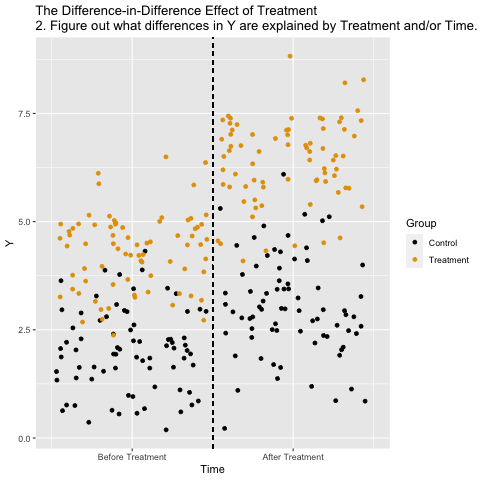 The Difference-in-Difference Effect of Treatment
2. Figure out what differences in Y are explained by Treatment and/or Time.
7.5
5.0
2.5
0.0
Y
Before Treatment
After Treatment
Time
Group
Control
Treatment